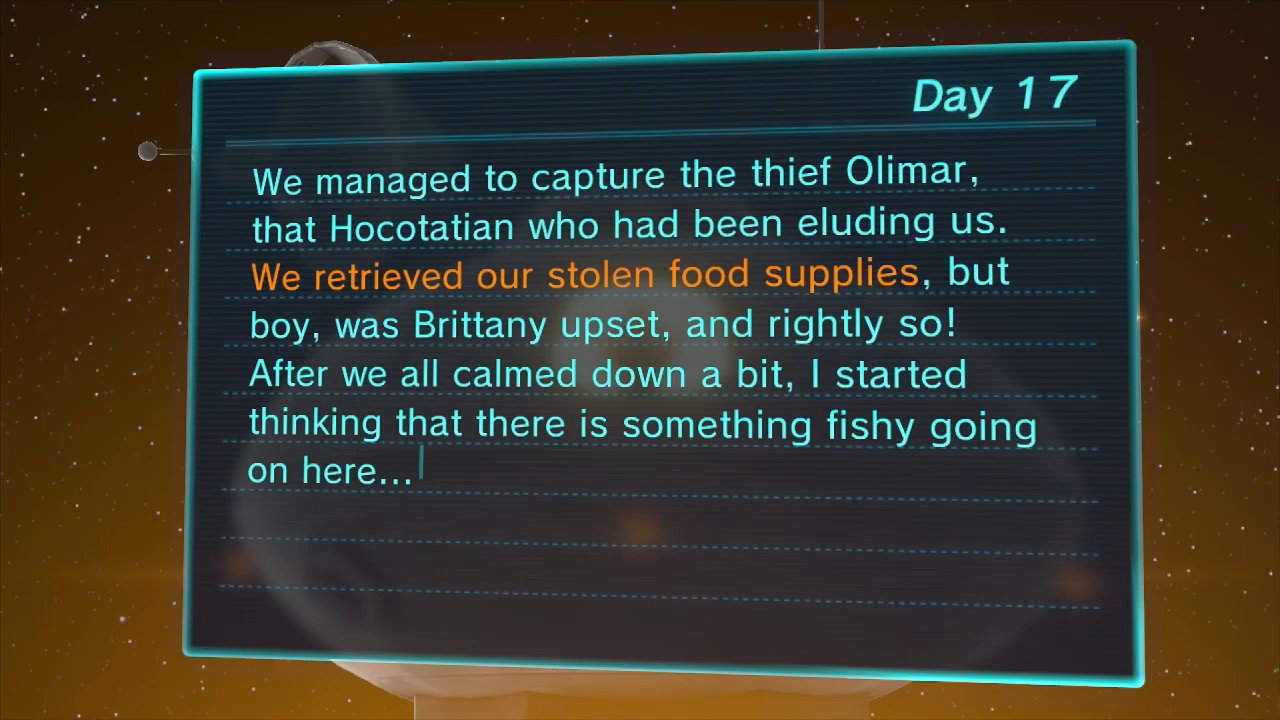 Day 17
We managed to capture the thief Olimar,
that Hocotatian who had been eluding us.
We retrieved our stolen food supplies, but
boy, was Brittany upset, and rightly so!
After we all calmed down a bit, I started
thinking that there is something fishy going
on here...